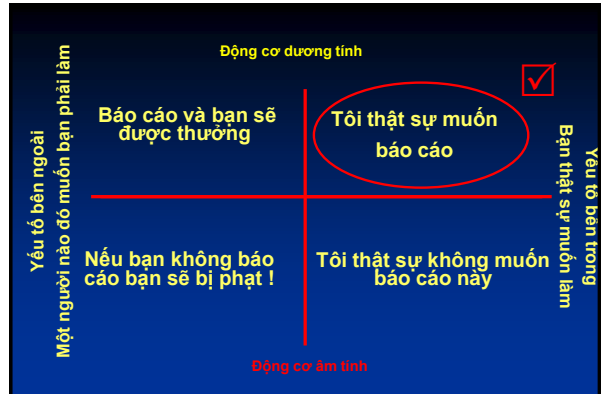 Động cơ dương tính
Yếu tố bên ngoài
Một người nào đó muốn bạn phải làm
Báo cáo và bạn sẽ
được thưởng
Tôi thật sự muốn
báo cáo
Yếu tố bên trong
Bạn thật sự muốn làm
Nếu bạn không báo
cáo bạn sẽ bị phạt !
Tôi thật sự không muốn
báo cáo này
Động cơ âm tính